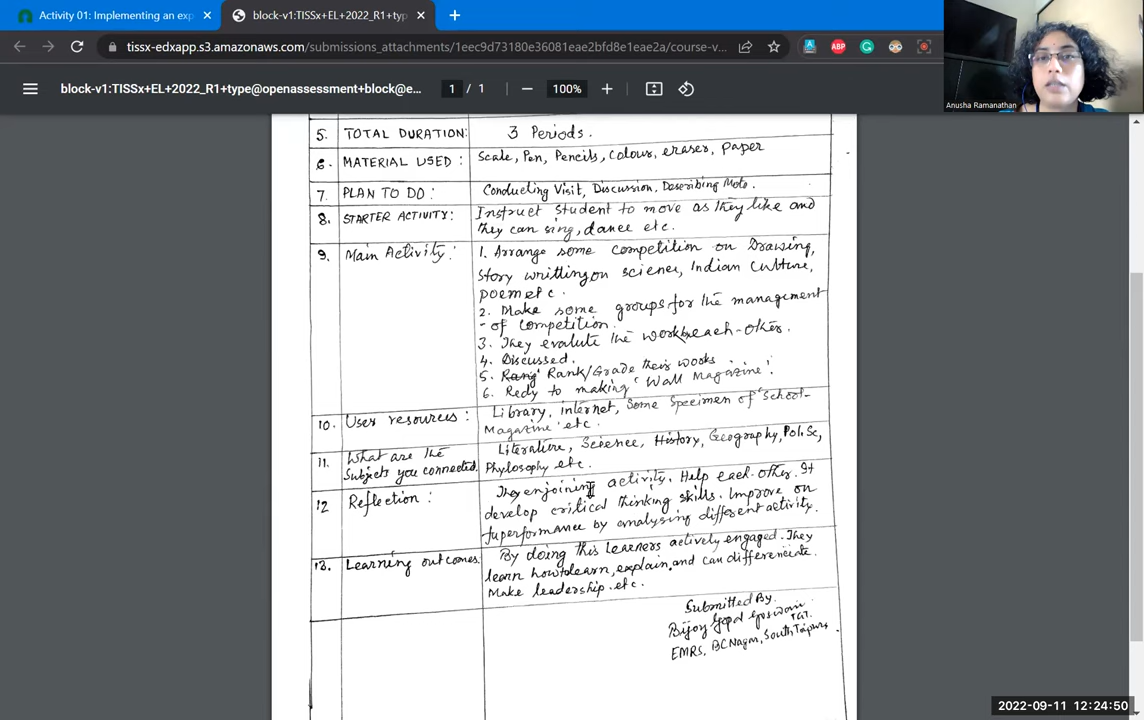 Activity 01: Implementing an exp
block-v1:TISSx+EL+2022_R1+typ
tissx-edxapp.s3.amazonaws.com/submissions_attachments/1eec9d73180e36081eae2bfd8e1eae2a/course-v...
ABP
block-v1:TISSx+EL+2022_R1+type@openassessment+block@e...
1 / 1
100%
Anusha Ramanathan
5. TOTAL DURATION: 3 Periods.
6. MATERIAL USED: Scale, Pen, Pencils, colour, eraser, paper
7. PLAN TO DO: Conducting Visit, Discussion, Describing Moto.
8. STARTER ACTIVITY: Instruct Student to move as they like and
they can sing, dance etc.
9. Main Activity: 1. Arrange some competition on Drawing,
story writting on science, Indian Culture,
poem etc.
2. Make some groups for the management
- of competition.
3. They evalute the work by each-other.
4. Discussed.
5. Rang Rank/Grade their works
6. Redy to making 'Wall Magazine'.
10. User resources: Library, internet, Some Specimen of 'School-
Magazine' etc.
11. What are the Literature, Science, History, Geography, Pol.Sc,
Subjects you connected. Phylosophy etc.
12 Reflection: They enjoining activity. Help each-other. It
develop critical thinking skills. Improve on
performance by analysing different activity.
13. Learning outcomes: By doing this learners actively engaged. They
learn how to learn, explain, and can differenciate.
Make leadership. etc.
Submitted By.
Bijoy Gopal Goswami
TGT.
EMRS, BC Nagar, South Tripura.
2022-09-11 12:24:50